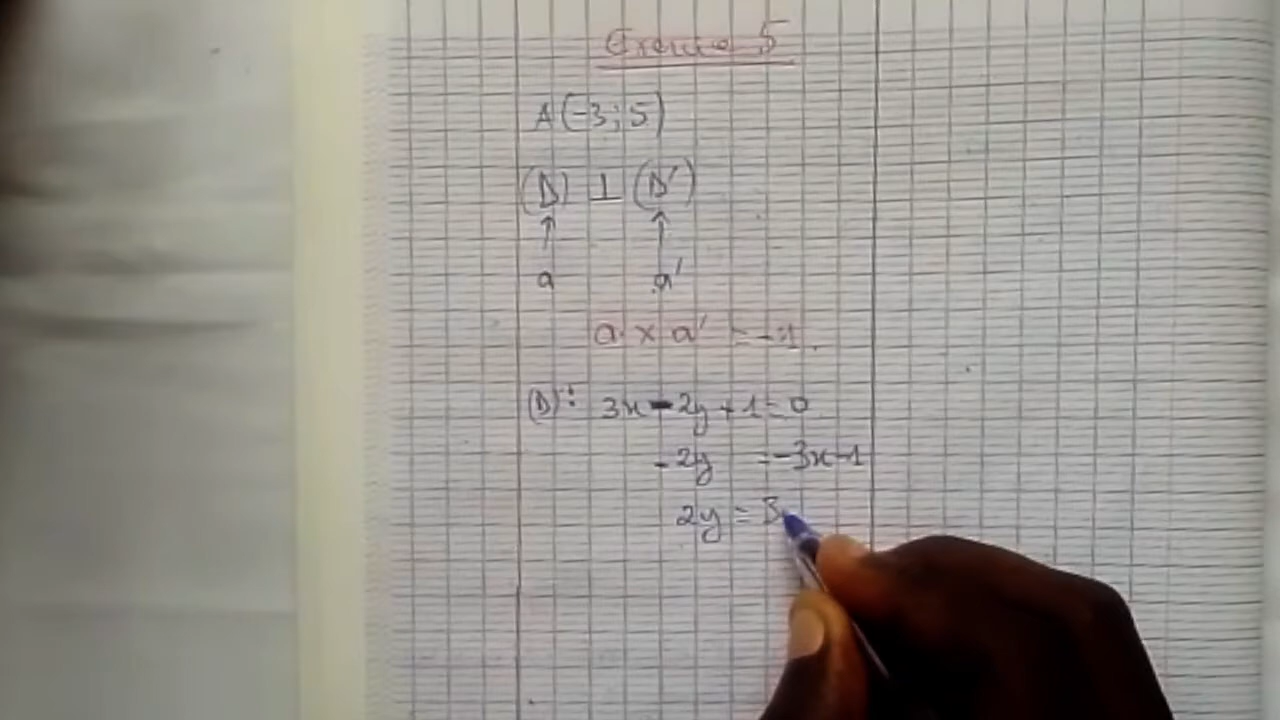 Exercice 5
A(-3; 5)
(D) ⊥ (D')
↑ ↑
a a'
a × a' = -1.
(D): 3x - 2y + 1 = 0
-2y = -3x - 1
2y = 3